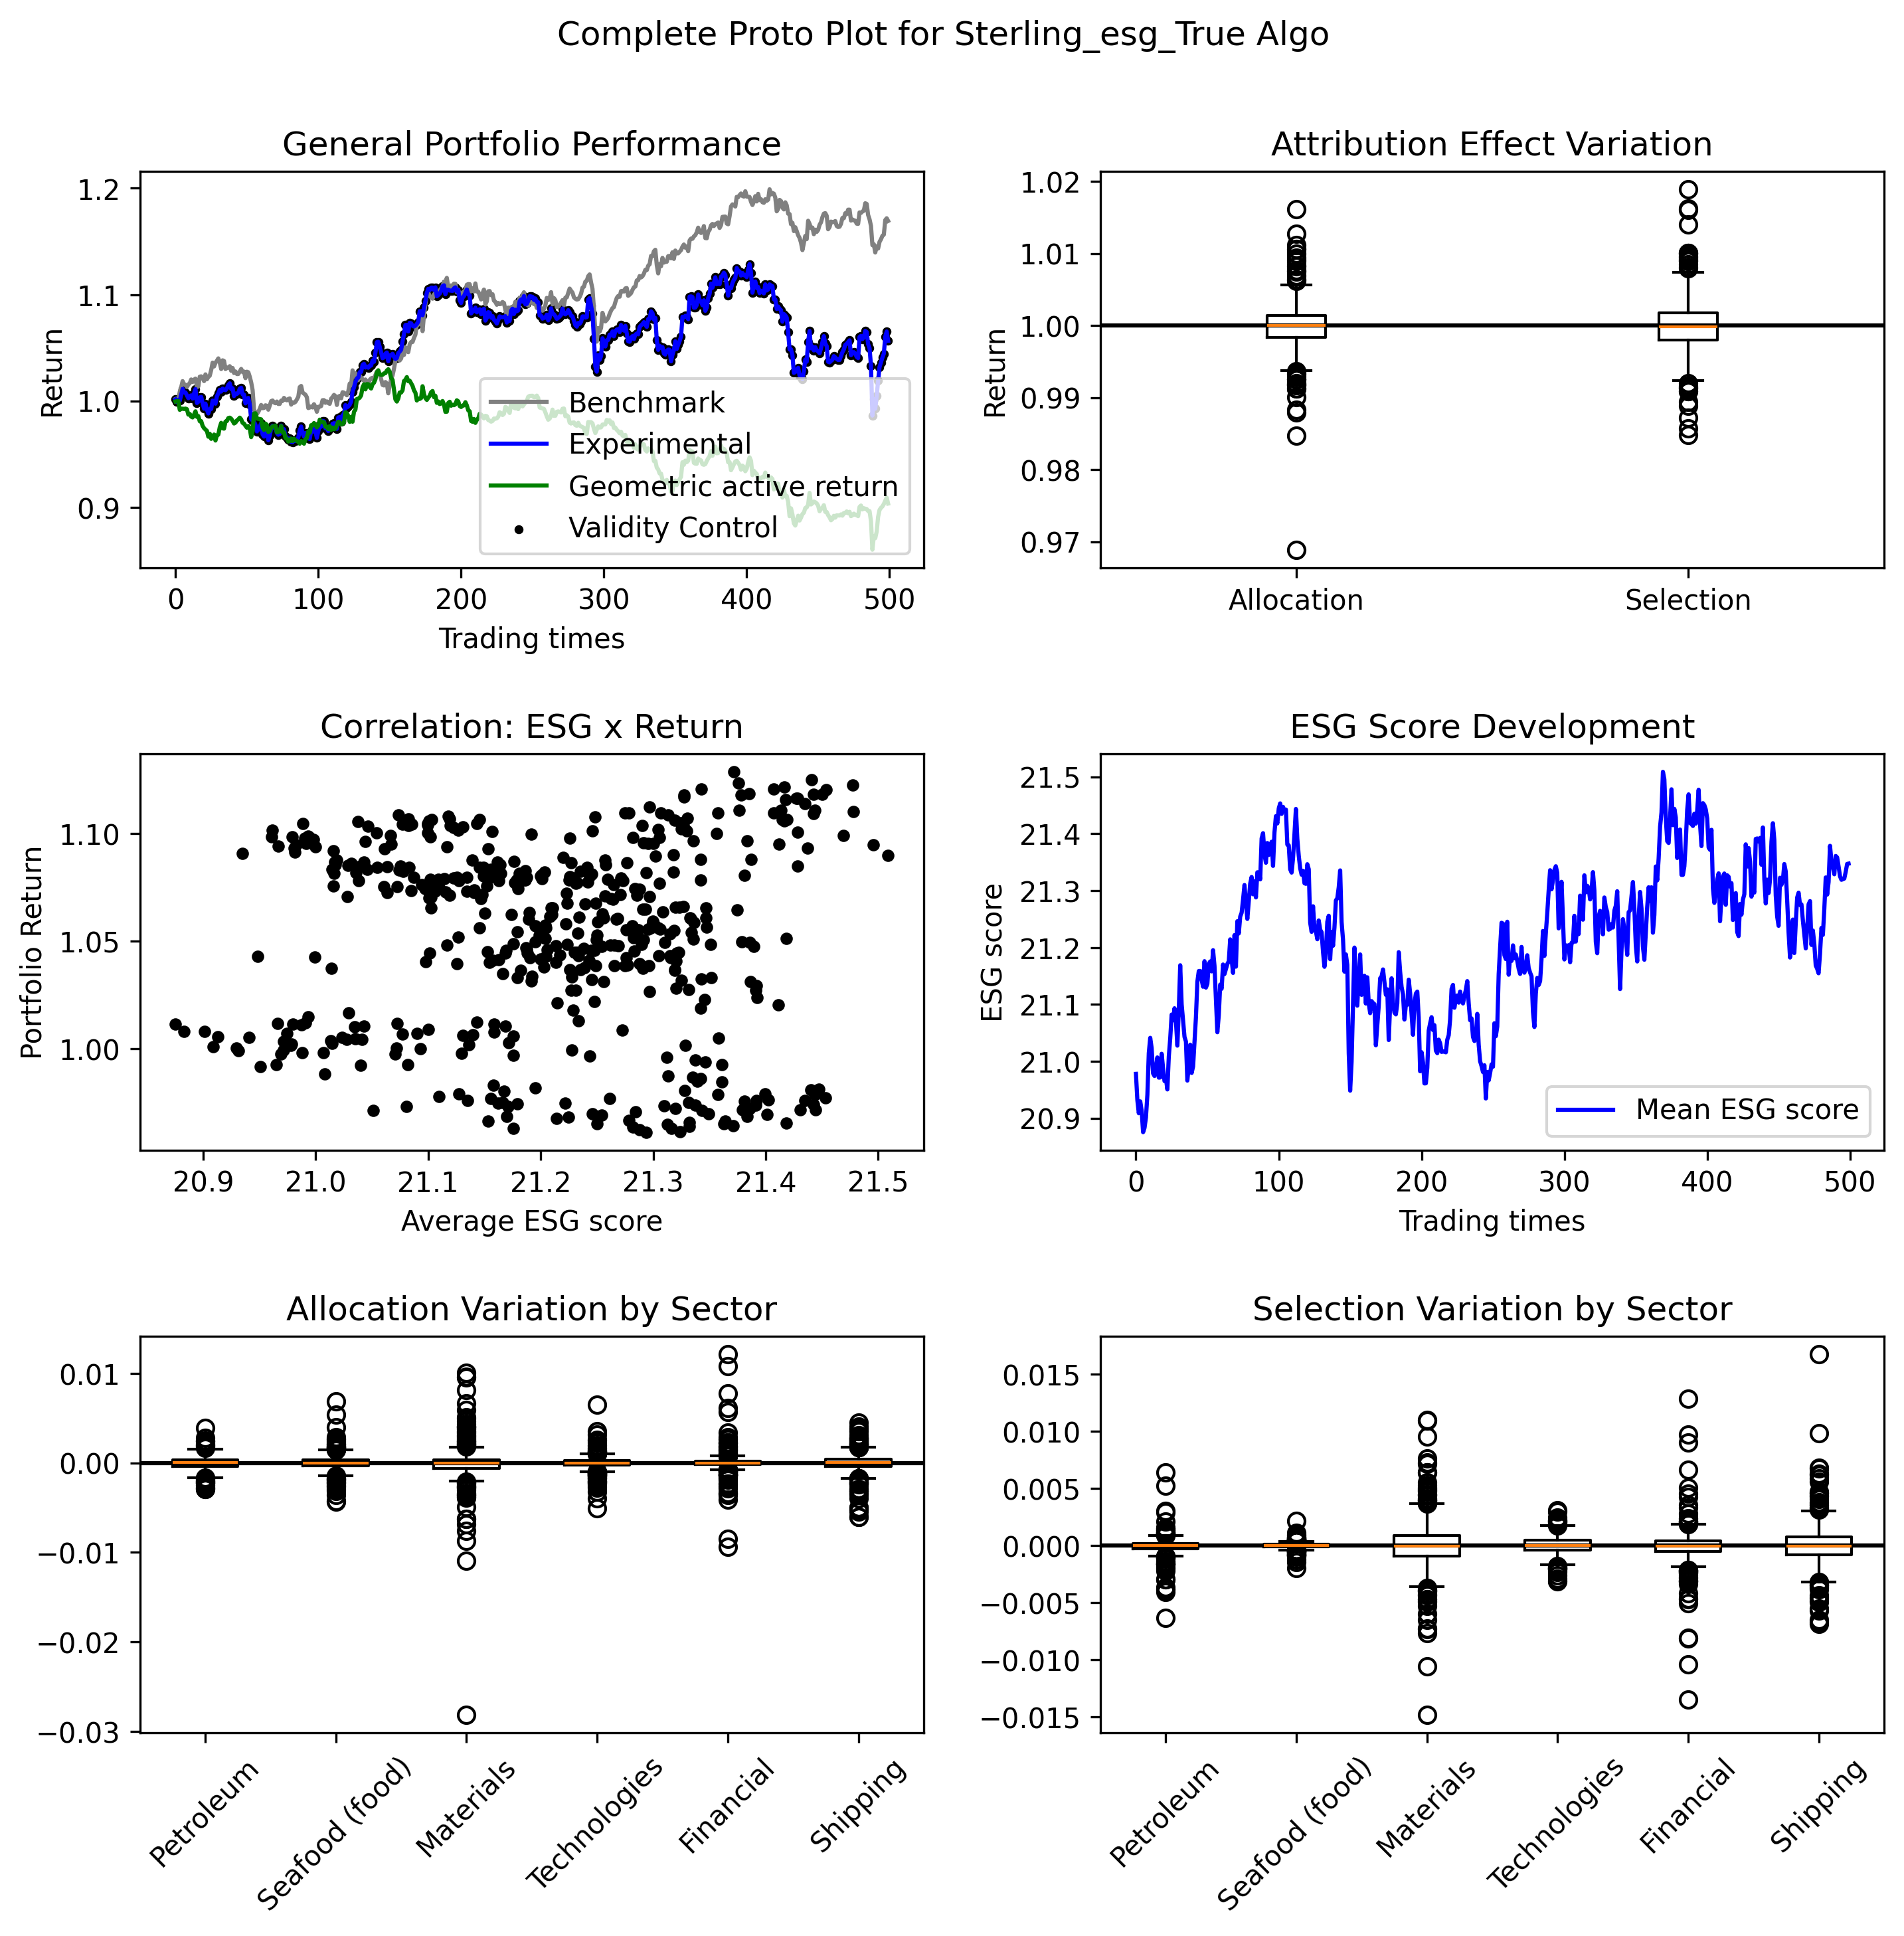 Complete Proto Plot for Sterling_esg_True Algo
General Portfolio Performance
Return
1.2
1.1
1.0
0.9
Benchmark
Experimental
Geometric active return
Validity Control
0 100 200 300 400 500
Trading times
Attribution Effect Variation
Return
1.02
1.01
1.00
0.99
0.98
0.97
Allocation Selection
Correlation: ESG x Return
Portfolio Return
1.10
1.05
1.00
20.9 21.0 21.1 21.2 21.3 21.4 21.5
Average ESG score
ESG Score Development
ESG score
21.5
21.4
21.3
21.2
21.1
21.0
20.9
Mean ESG score
0 100 200 300 400 500
Trading times
Allocation Variation by Sector
0.01
0.00
−0.01
−0.02
−0.03
Petroleum
Seafood (food)
Materials
Technologies
Financial
Shipping
Selection Variation by Sector
0.015
0.010
0.005
0.000
−0.005
−0.010
−0.015
Petroleum
Seafood (food)
Materials
Technologies
Financial
Shipping